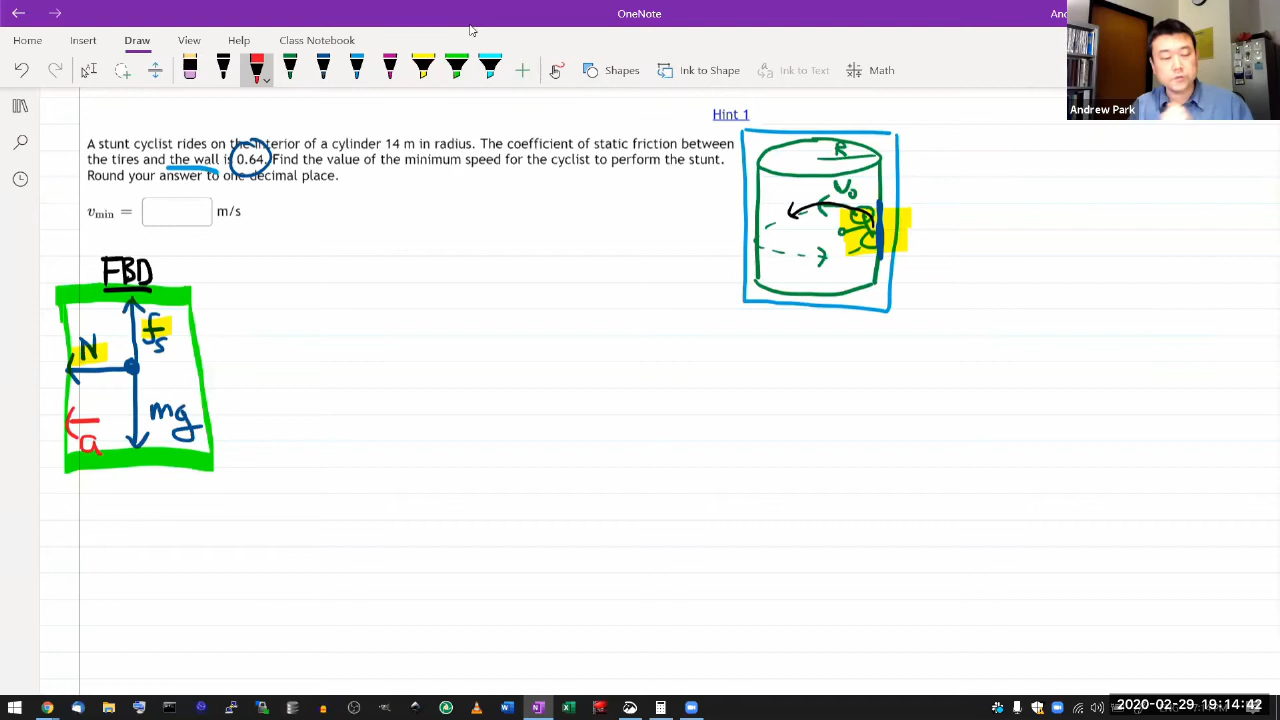 OneNote
An
Home Insert Draw View Help Class Notebook
Shapes Ink to Shape Ink to Text Math
Andrew Park
Hint 1
A stunt cyclist rides on the interior of a cylinder 14 m in radius. The coefficient of static friction between
the tires and the wall is 0.64. Find the value of the minimum speed for the cyclist to perform the stunt.
Round your answer to one decimal place.
vmin = m/s
R
v₀
FBD
fs
N
mg
a
2020-02-29 19:14:42